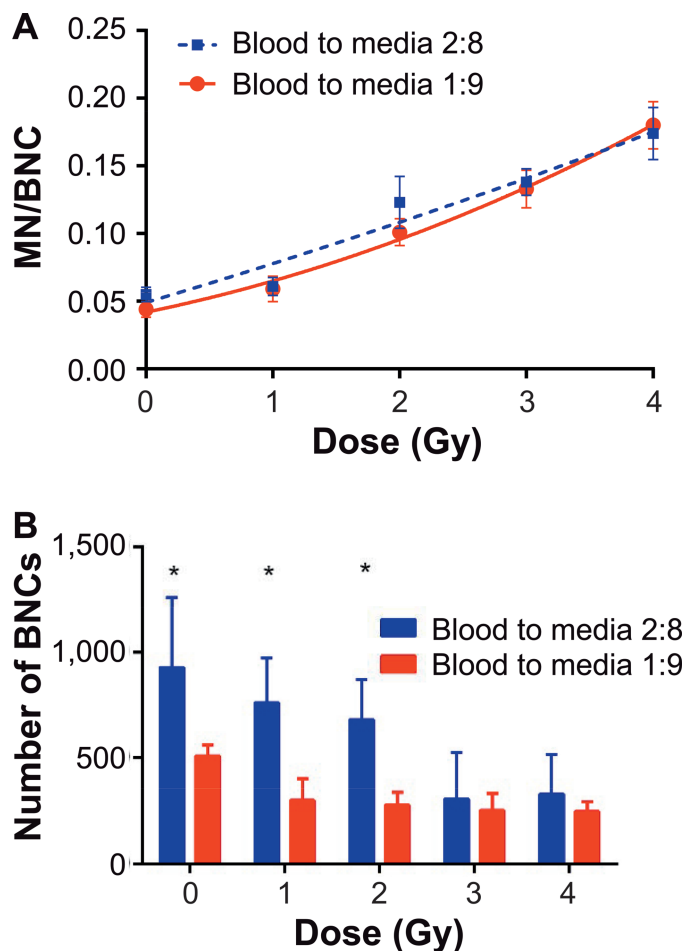 A
0.25
0.20
0.15
0.10
0.05
0.00
MN/BNC
Blood to media 2:8
Blood to media 1:9
0 1 2 3 4
Dose (Gy)
B
1,500
1,000
500
0
Number of BNCs
* * *
Blood to media 2:8
Blood to media 1:9
0 1 2 3 4
Dose (Gy)